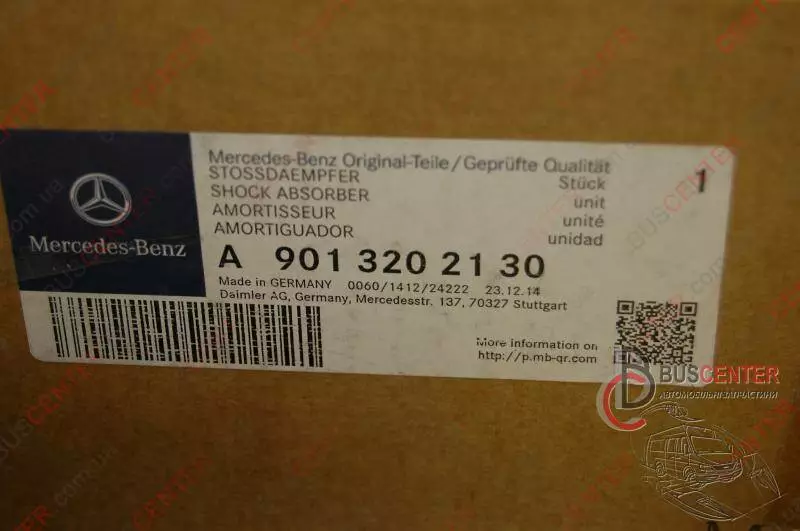 Mercedes-Benz
Mercedes-Benz Original-Teile/Geprüfte Qualität
STOSSDAEMPFER Stück 1
SHOCK ABSORBER unit
AMORTISSEUR unité
AMORTIGUADOR unidad
A 901 320 21 30
Made in GERMANY 0060/1412/24222 23.12.14
Daimler AG, Germany, Mercedesstr. 137, 70327 Stuttgart
More information on
http://p.mb-qr.com
BUSCENTER
АВТОМОБІЛЬНІ ЗАПЧАСТИНИ